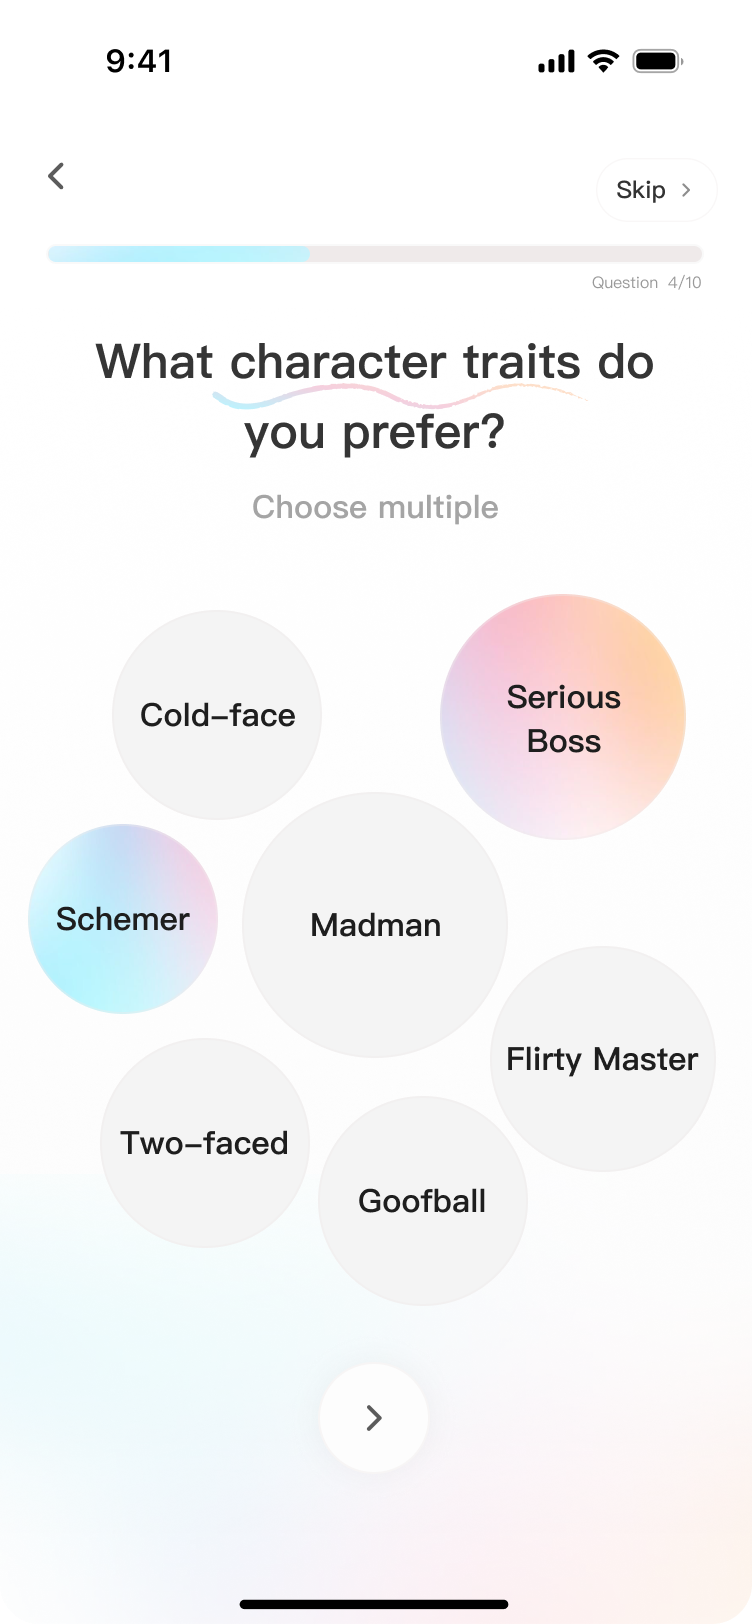 9:41
Skip
Question 4/10
What character traits do
you prefer?
Choose multiple
Cold-face
Serious
Boss
Schemer
Madman
Flirty Master
Two-faced
Goofball